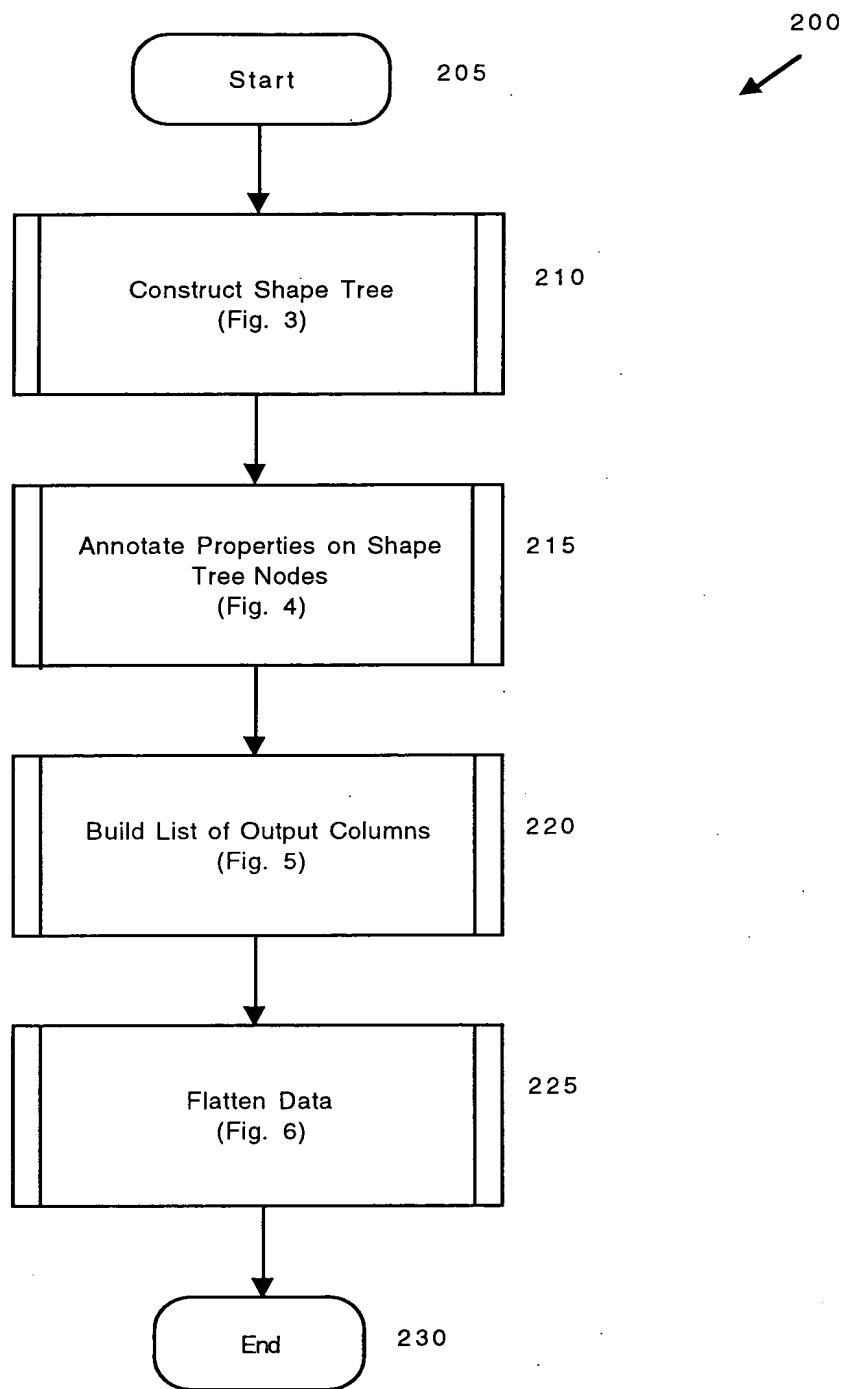 200
Start
205
Construct Shape Tree
(Fig. 3)
210
Annotate Properties on Shape
Tree Nodes
(Fig. 4)
215
Build List of Output Columns
(Fig. 5)
220
Flatten Data
(Fig. 6)
225
End
230